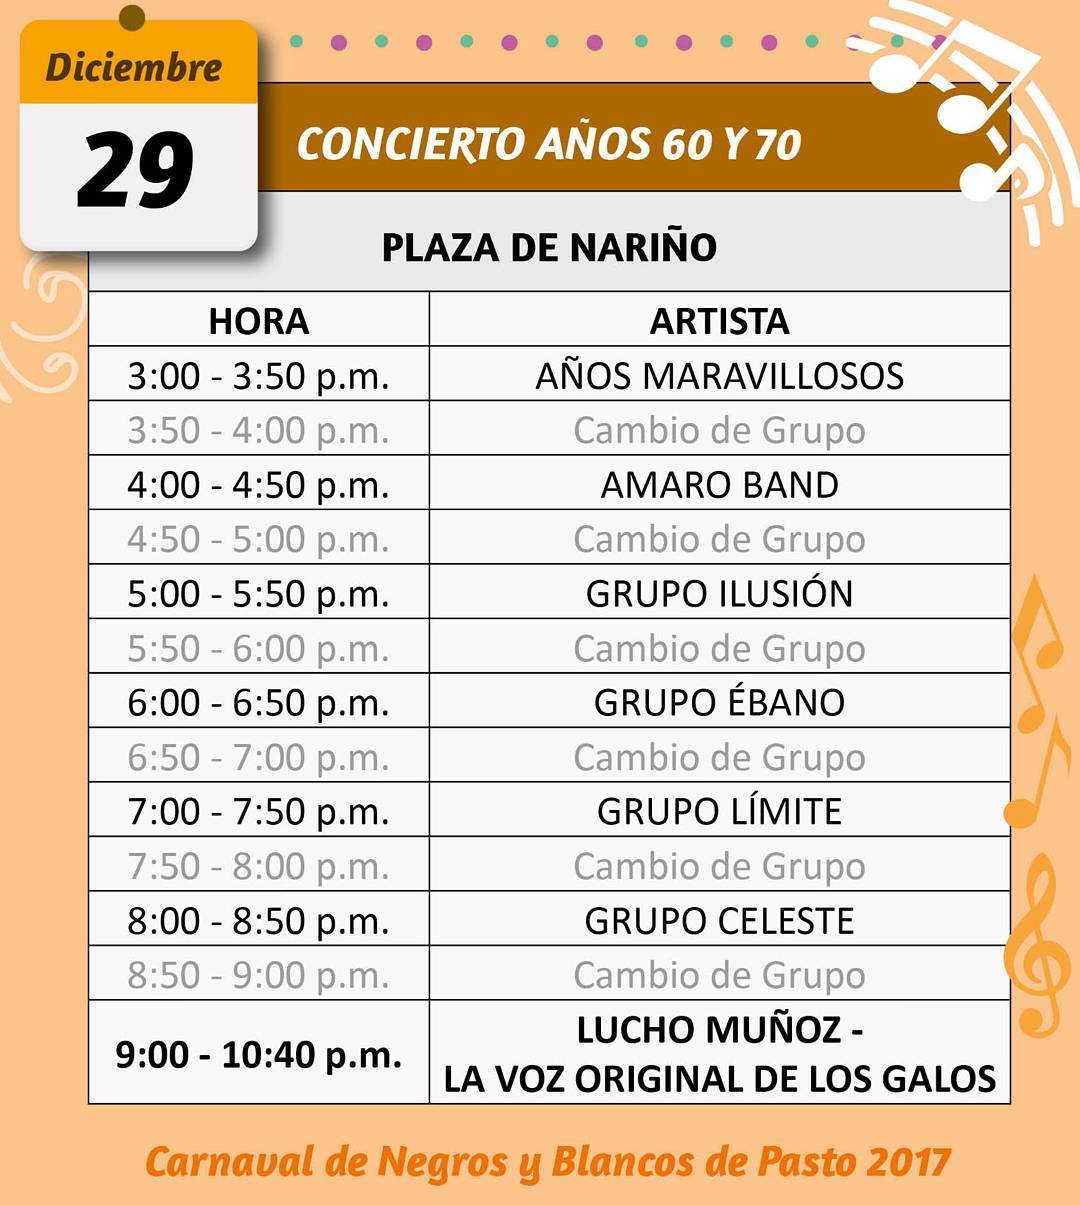 Diciembre
29
CONCIERTO AÑOS 60 Y 70
PLAZA DE NARIÑO
HORA ARTISTA
3:00 - 3:50 p.m. AÑOS MARAVILLOSOS
3:50 - 4:00 p.m. Cambio de Grupo
4:00 - 4:50 p.m. AMARO BAND
4:50 - 5:00 p.m. Cambio de Grupo
5:00 - 5:50 p.m. GRUPO ILUSIÓN
5:50 - 6:00 p.m. Cambio de Grupo
6:00 - 6:50 p.m. GRUPO ÉBANO
6:50 - 7:00 p.m. Cambio de Grupo
7:00 - 7:50 p.m. GRUPO LÍMITE
7:50 - 8:00 p.m. Cambio de Grupo
8:00 - 8:50 p.m. GRUPO CELESTE
8:50 - 9:00 p.m. Cambio de Grupo
9:00 - 10:40 p.m. LUCHO MUÑOZ -
LA VOZ ORIGINAL DE LOS GALOS
Carnaval de Negros y Blancos de Pasto 2017